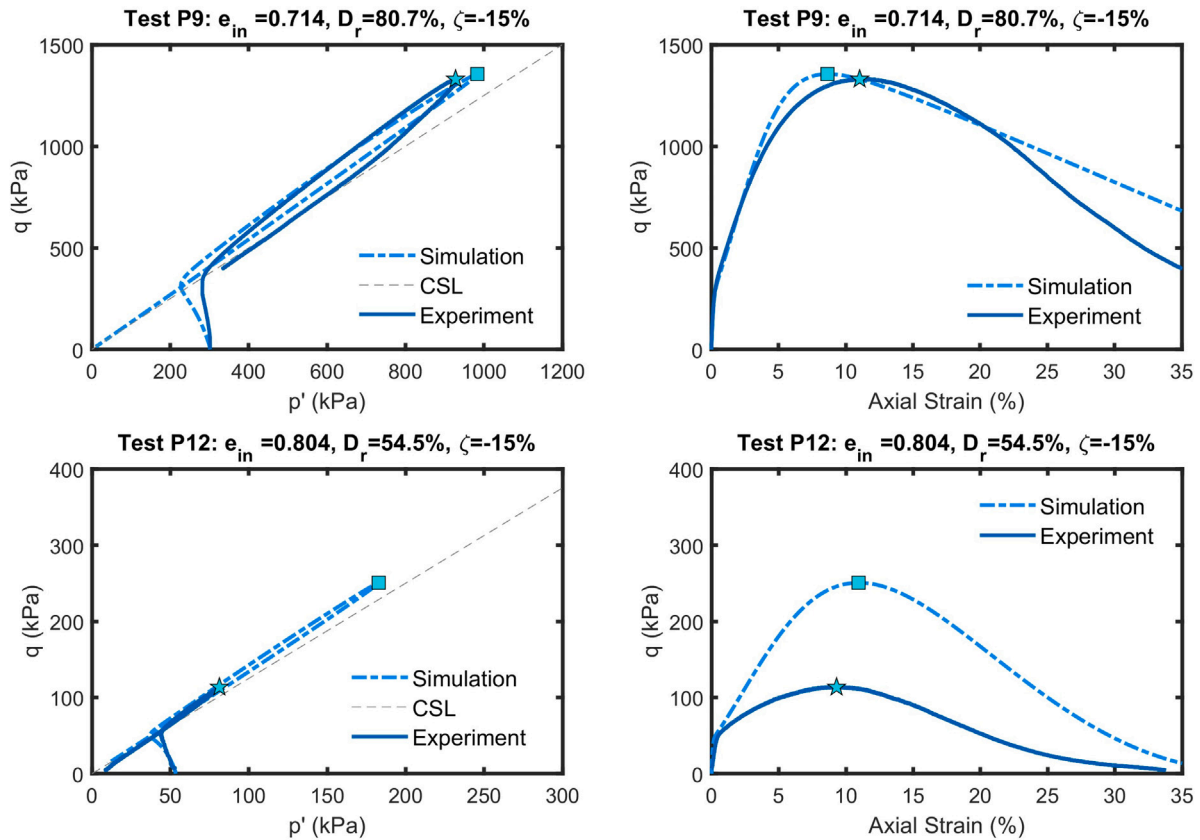 Test P9: e_in =0.714, D_r=80.7%, ζ=-15%
1500
1000
500
0
q (kPa)
Simulation
CSL
Experiment
0 200 400 600 800 1000 1200
p' (kPa)
Test P9: e_in =0.714, D_r=80.7%, ζ=-15%
1500
1000
500
0
q (kPa)
Simulation
Experiment
0 5 10 15 20 25 30 35
Axial Strain (%)
Test P12: e_in =0.804, D_r=54.5%, ζ=-15%
400
300
200
100
0
q (kPa)
Simulation
CSL
Experiment
0 50 100 150 200 250 300
p' (kPa)
Test P12: e_in =0.804, D_r=54.5%, ζ=-15%
400
300
200
100
0
q (kPa)
Simulation
Experiment
0 5 10 15 20 25 30 35
Axial Strain (%)